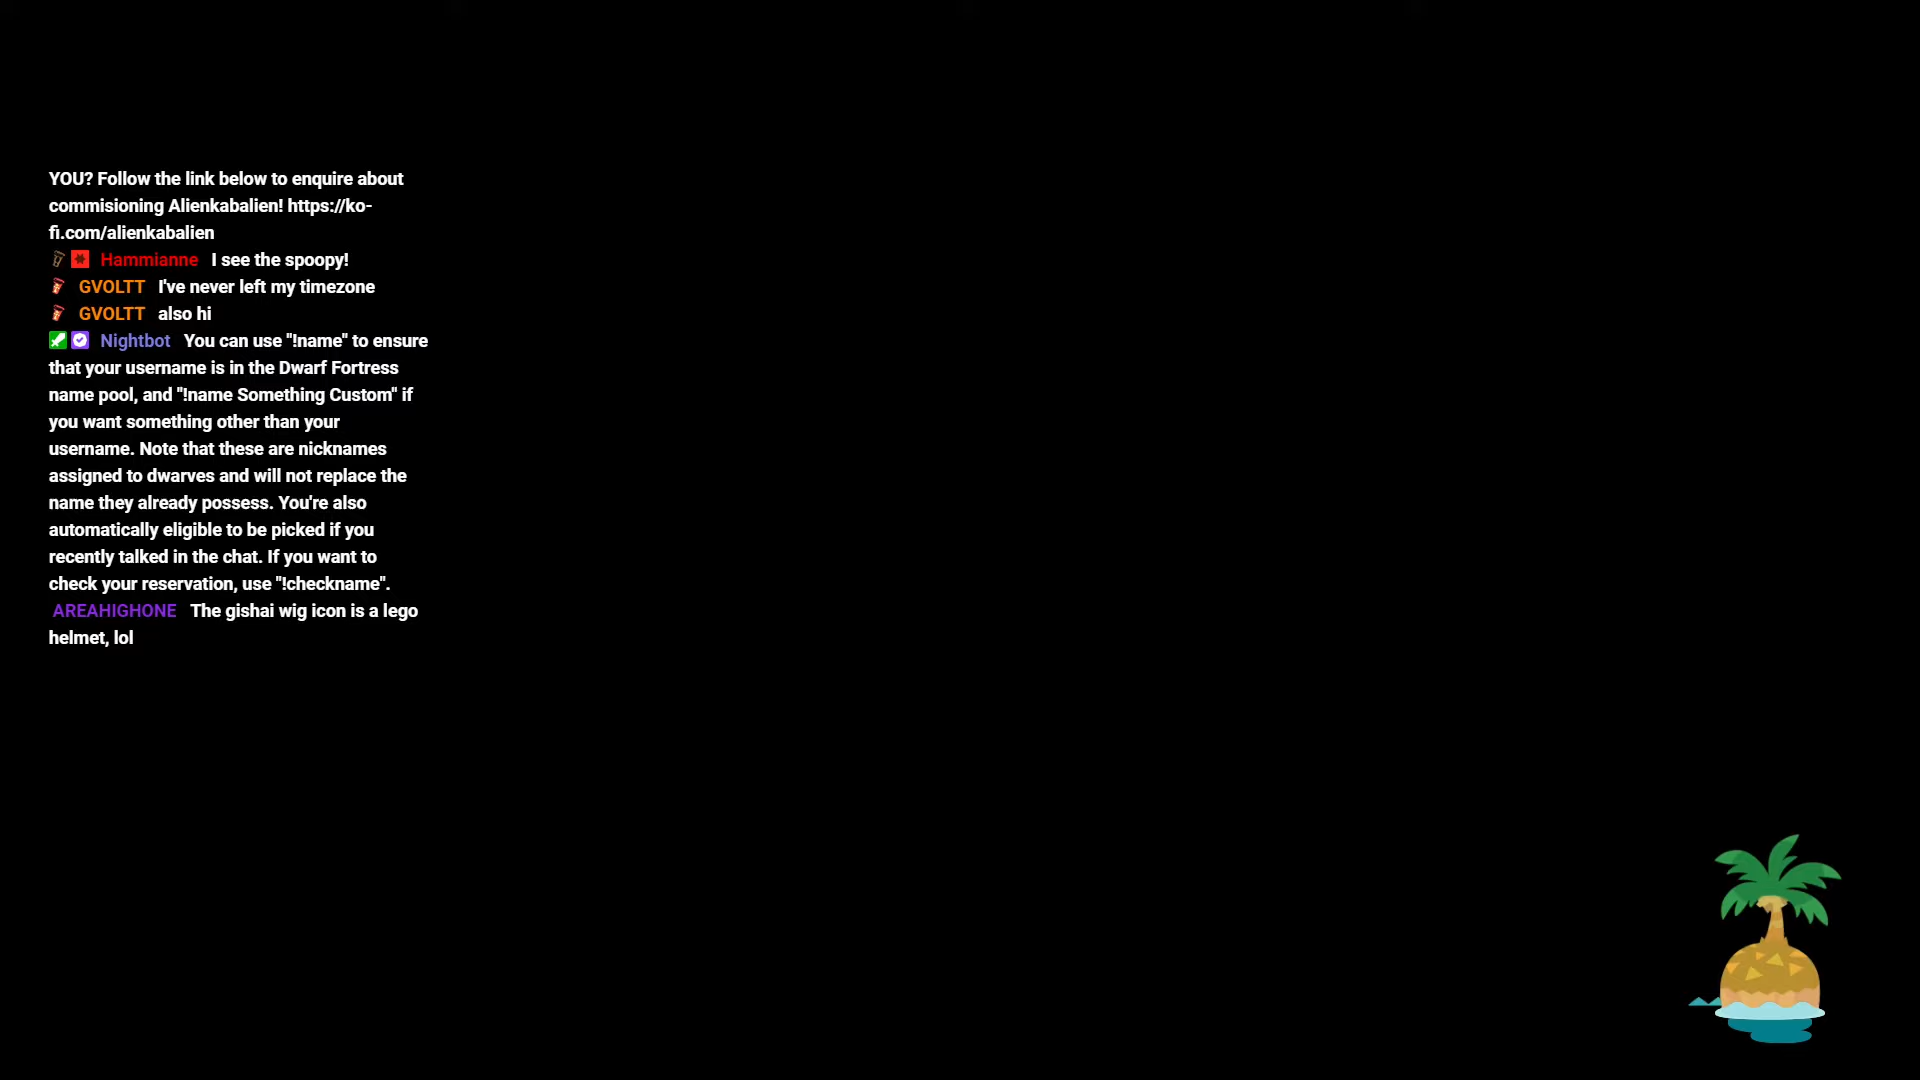 YOU? Follow the link below to enquire about
commisioning Alienkabalien! https://ko-
fi.com/alienkabalien
Hammianne I see the spoopy!
GVOLTT I've never left my timezone
GVOLTT also hi
Nightbot You can use "!name" to ensure
that your username is in the Dwarf Fortress
name pool, and "!name Something Custom" if
you want something other than your
username. Note that these are nicknames
assigned to dwarves and will not replace the
name they already possess. You're also
automatically eligible to be picked if you
recently talked in the chat. If you want to
check your reservation, use "!checkname".
AREAHIGHONE The gishai wig icon is a lego
helmet, lol